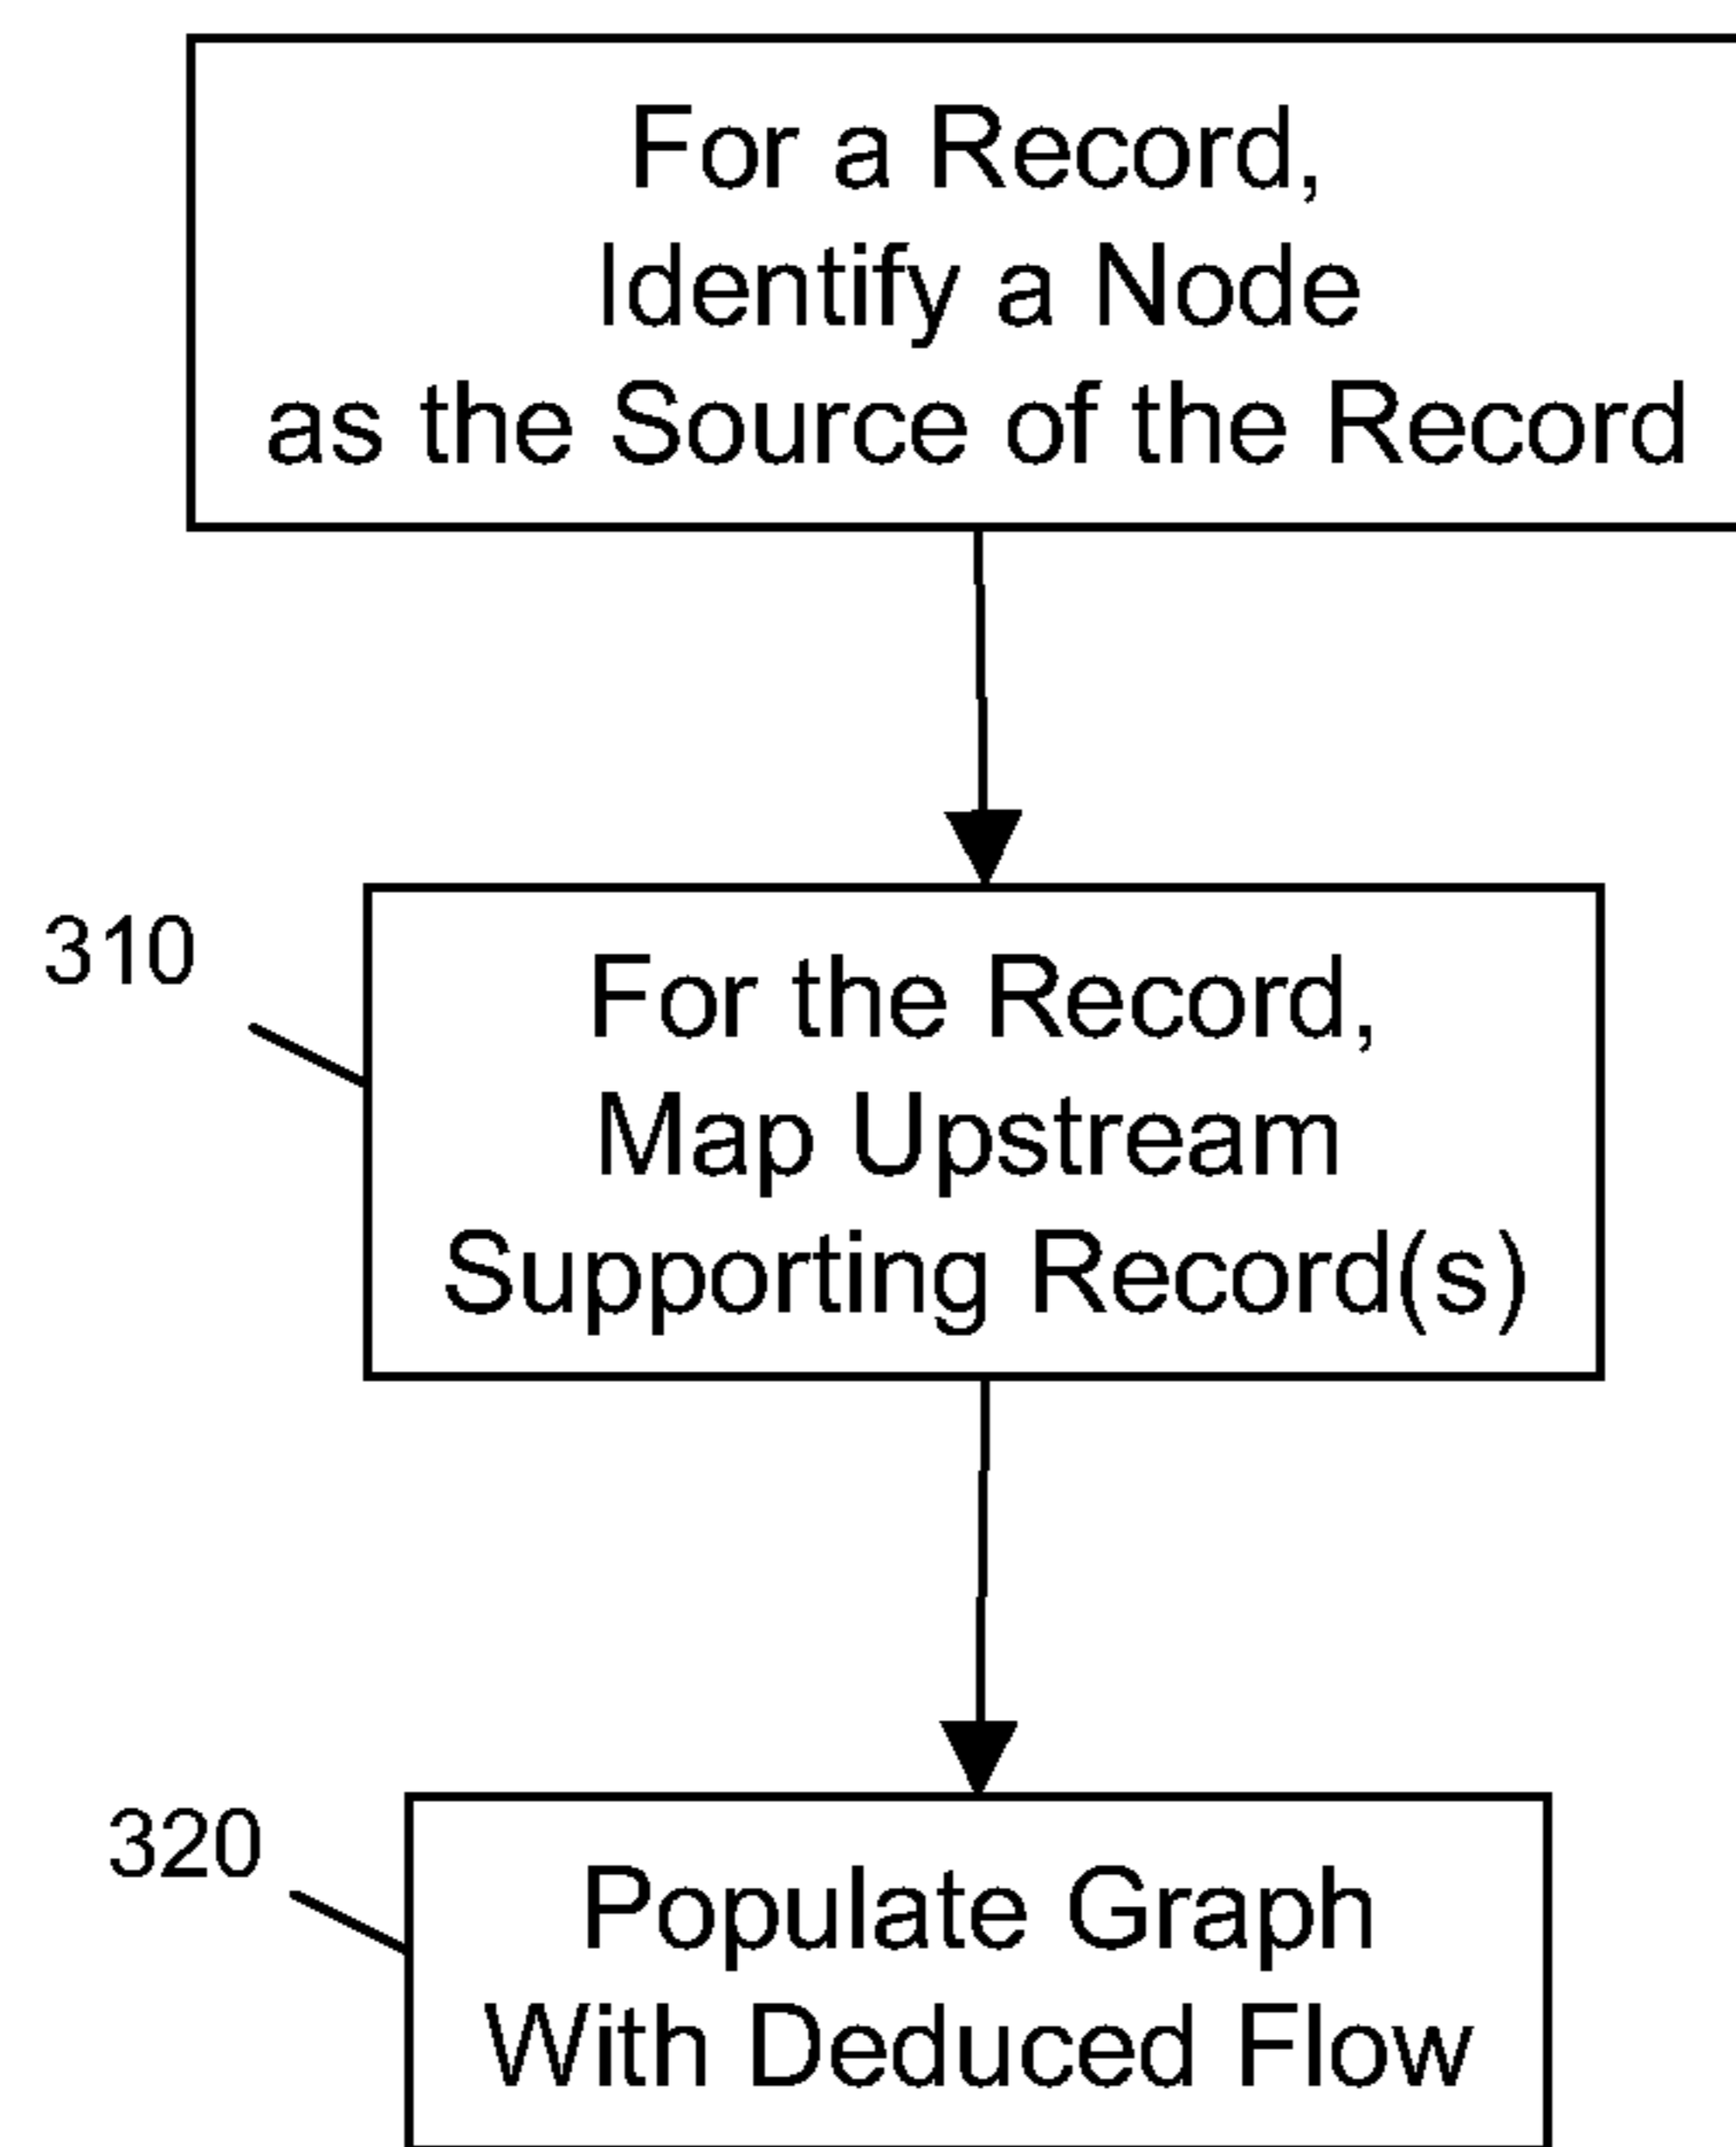 For a Record,
Identify a Node
as the Source of the Record
310
For the Record,
Map Upstream
Supporting Record(s)
320
Populate Graph
With Deduced Flow